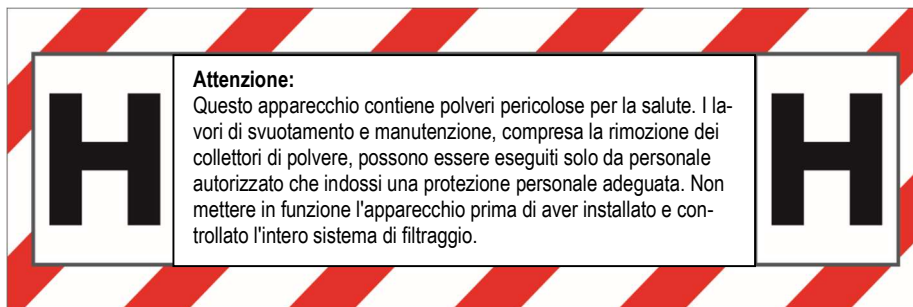 H
Attenzione:
Questo apparecchio contiene polveri pericolose per la salute. I la-
vori di svuotamento e manutenzione, compresa la rimozione dei
collettori di polvere, possono essere eseguiti solo da personale
autorizzato che indossi una protezione personale adeguata. Non
mettere in funzione l'apparecchio prima di aver installato e con-
trollato l'intero sistema di filtraggio.
H